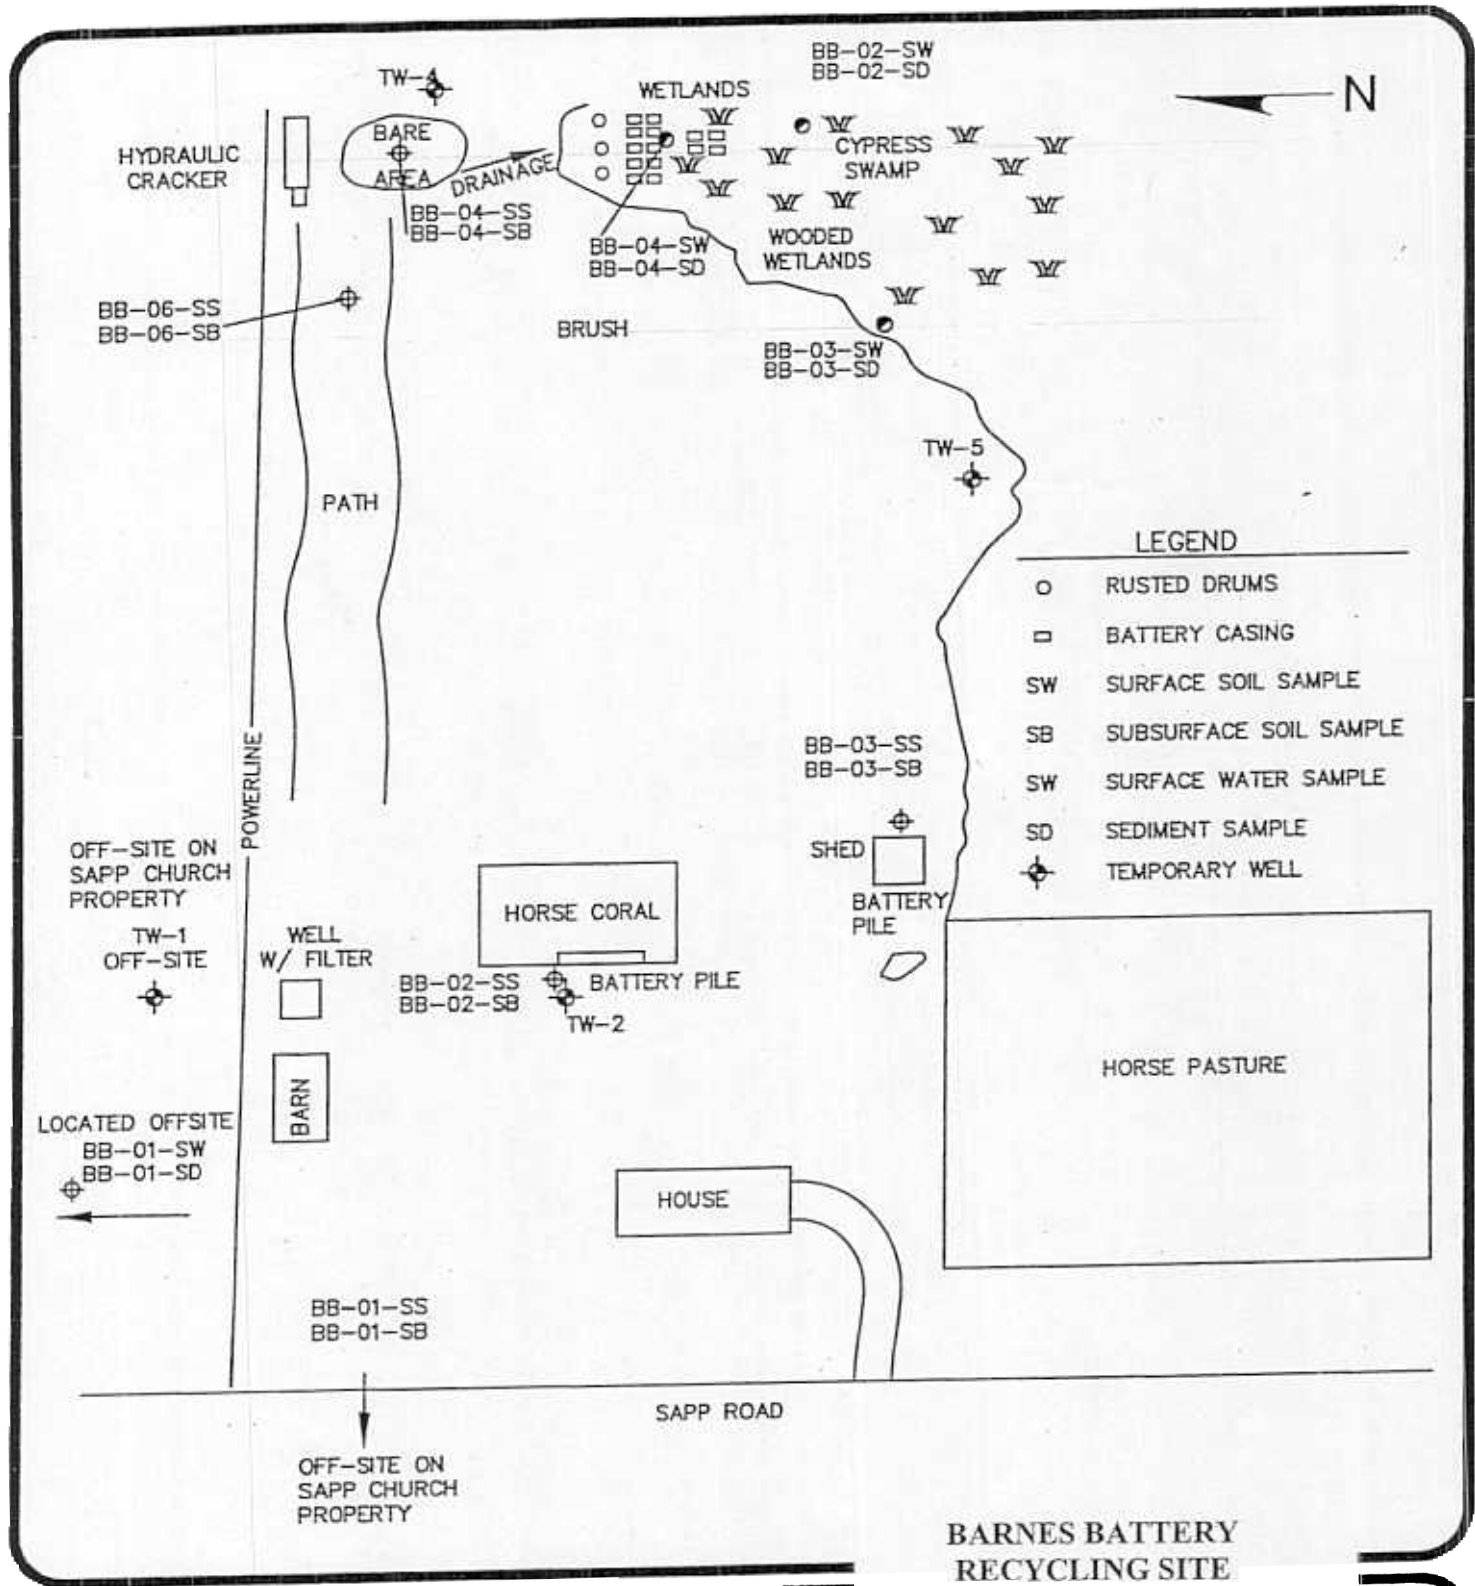 BB-02-SW
BB-02-SD
TW-4
WETLANDS
N
BARE
AREA
HYDRAULIC
CRACKER
DRAINAGE
CYPRESS
SWAMP
BB-04-SS
BB-04-SB
BB-04-SW
BB-04-SD
WOODED
WETLANDS
BB-06-SS
BB-06-SB
BRUSH
BB-03-SW
BB-03-SD
TW-5
PATH
LEGEND
RUSTED DRUMS
BATTERY CASING
SW SURFACE SOIL SAMPLE
SB SUBSURFACE SOIL SAMPLE
SW SURFACE WATER SAMPLE
SD SEDIMENT SAMPLE
TEMPORARY WELL
POWERLINE
BB-03-SS
BB-03-SB
SHED
BATTERY
PILE
OFF-SITE ON
SAPP CHURCH
PROPERTY
TW-1
OFF-SITE
WELL
W/ FILTER
HORSE CORAL
BB-02-SS
BB-02-SB
BATTERY PILE
TW-2
BARN
HORSE PASTURE
LOCATED OFFSITE
BB-01-SW
BB-01-SD
HOUSE
BB-01-SS
BB-01-SB
SAPP ROAD
OFF-SITE ON
SAPP CHURCH
PROPERTY
BARNES BATTERY
RECYCLING SITE